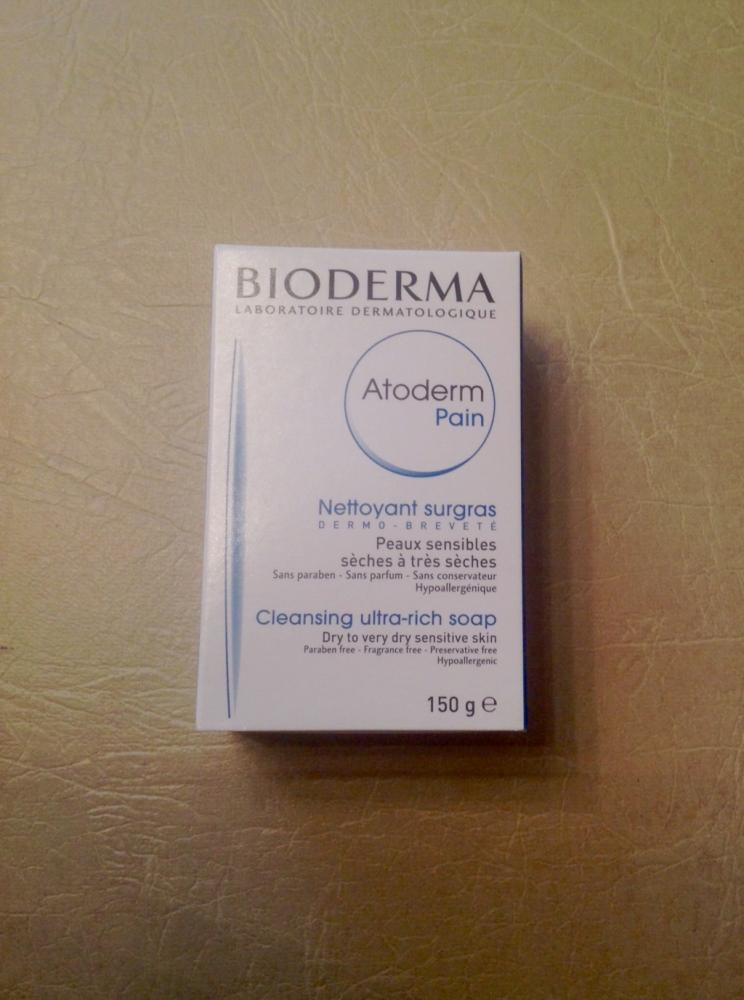 BIODERMA
LABORATOIRE DERMATOLOGIQUE
Atoderm
Pain
Nettoyant surgras
DERMO-BREVETÉ
Peaux sensibles
sèches à très sèches
Sans paraben - Sans parfum - Sans conservateur
Hypoallergénique
Cleansing ultra-rich soap
Dry to very dry sensitive skin
Paraben free - Fragrance free - Preservative free
Hypoallergenic
150 g ℮